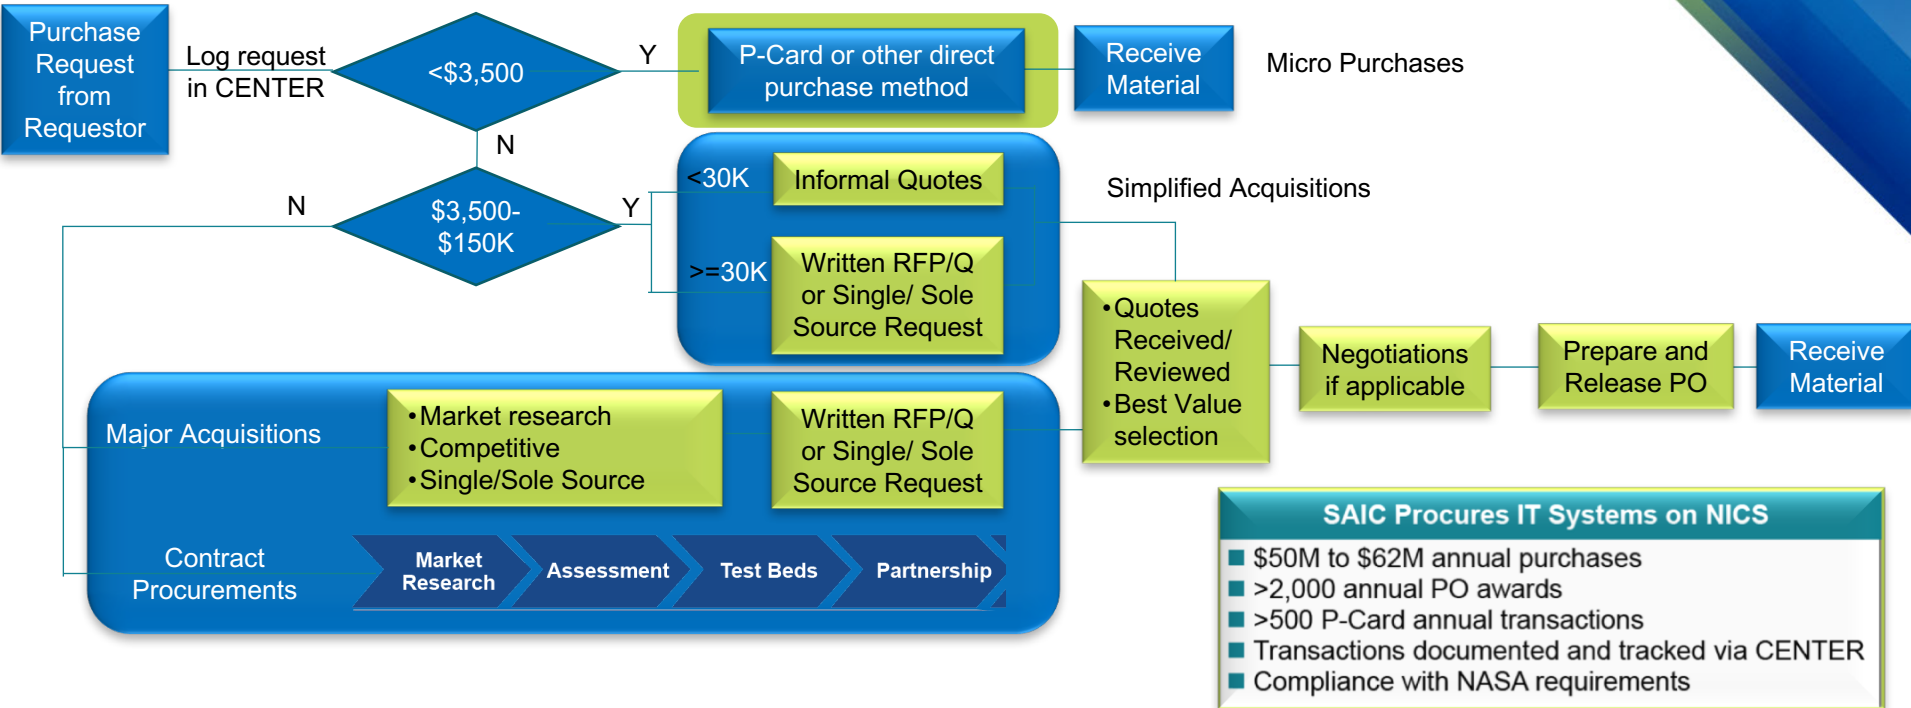 Purchase
Request
from
Requestor
Log request
in CENTER
<$3,500
Y
P-Card or other direct
purchase method
Receive
Material
Micro Purchases
N
$3,500-
$150K
N
Y
<30K
Informal Quotes
Simplified Acquisitions
>=30K
Written RFP/Q
or Single/ Sole
Source Request
•Quotes
Received/
Reviewed
•Best Value
selection
Negotiations
if applicable
Prepare and
Release PO
Receive
Material
Major Acquisitions
•Market research
•Competitive
•Single/Sole Source
Written RFP/Q
or Single/ Sole
Source Request
Contract
Procurements
Market
Research
Assessment
Test Beds
Partnership
SAIC Procures IT Systems on NICS
■ $50M to $62M annual purchases
■ >2,000 annual PO awards
■ >500 P-Card annual transactions
■ Transactions documented and tracked via CENTER
■ Compliance with NASA requirements